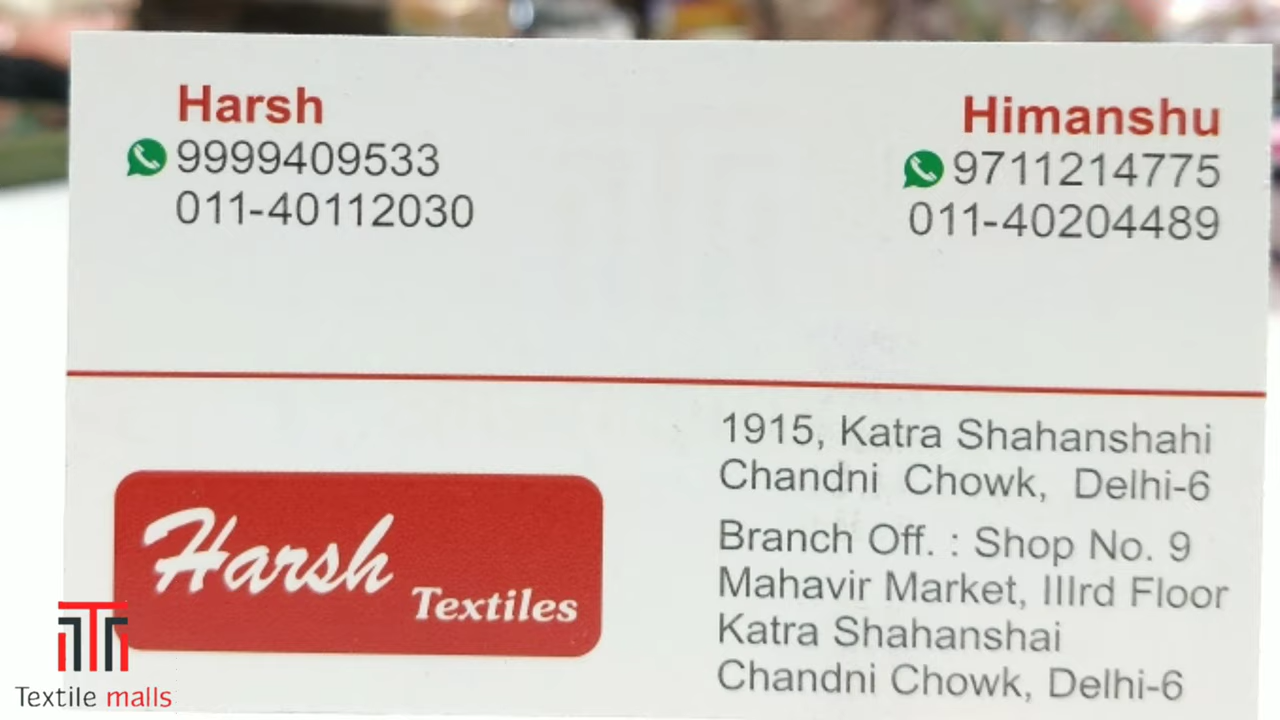 Harsh
9999409533
011-40112030
Himanshu
9711214775
011-40204489
Harsh
Textiles
1915, Katra Shahanshahi
Chandni Chowk, Delhi-6
Branch Off. : Shop No. 9
Mahavir Market, IIIrd Floor
Katra Shahanshai
Chandni Chowk, Delhi-6
Textile malls